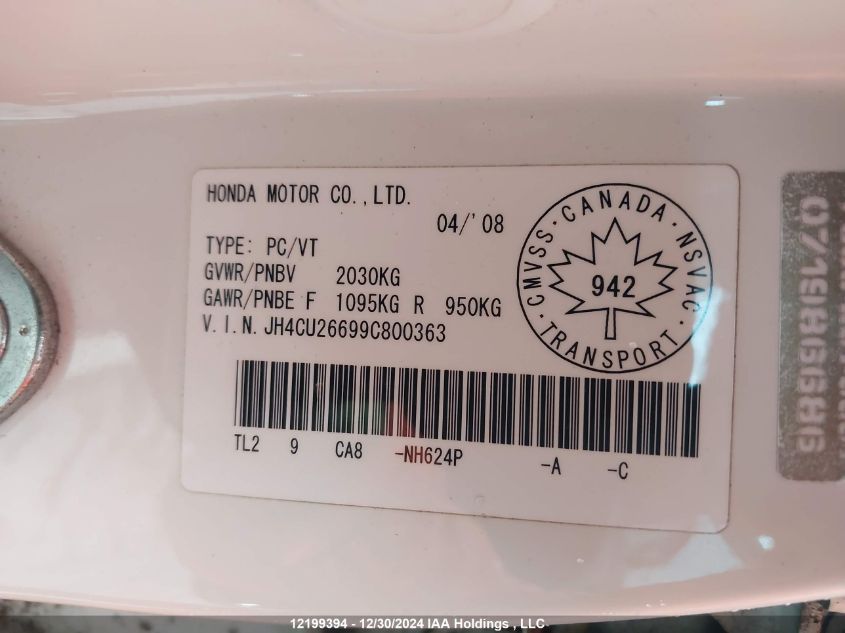 HONDA MOTOR CO., LTD.
04/'08
TYPE: PC/VT
GVWR/PNBV 2030KG
GAWR/PNBE F 1095KG R 950KG
V.I.N. JH4CU26699C800363
CMVSS · CANADA · NSVAC · TRANSPORT ·
942
TL2 9 CA8 -NH624P -A -C
12199394 - 12/30/2024 IAA Holdings , LLC